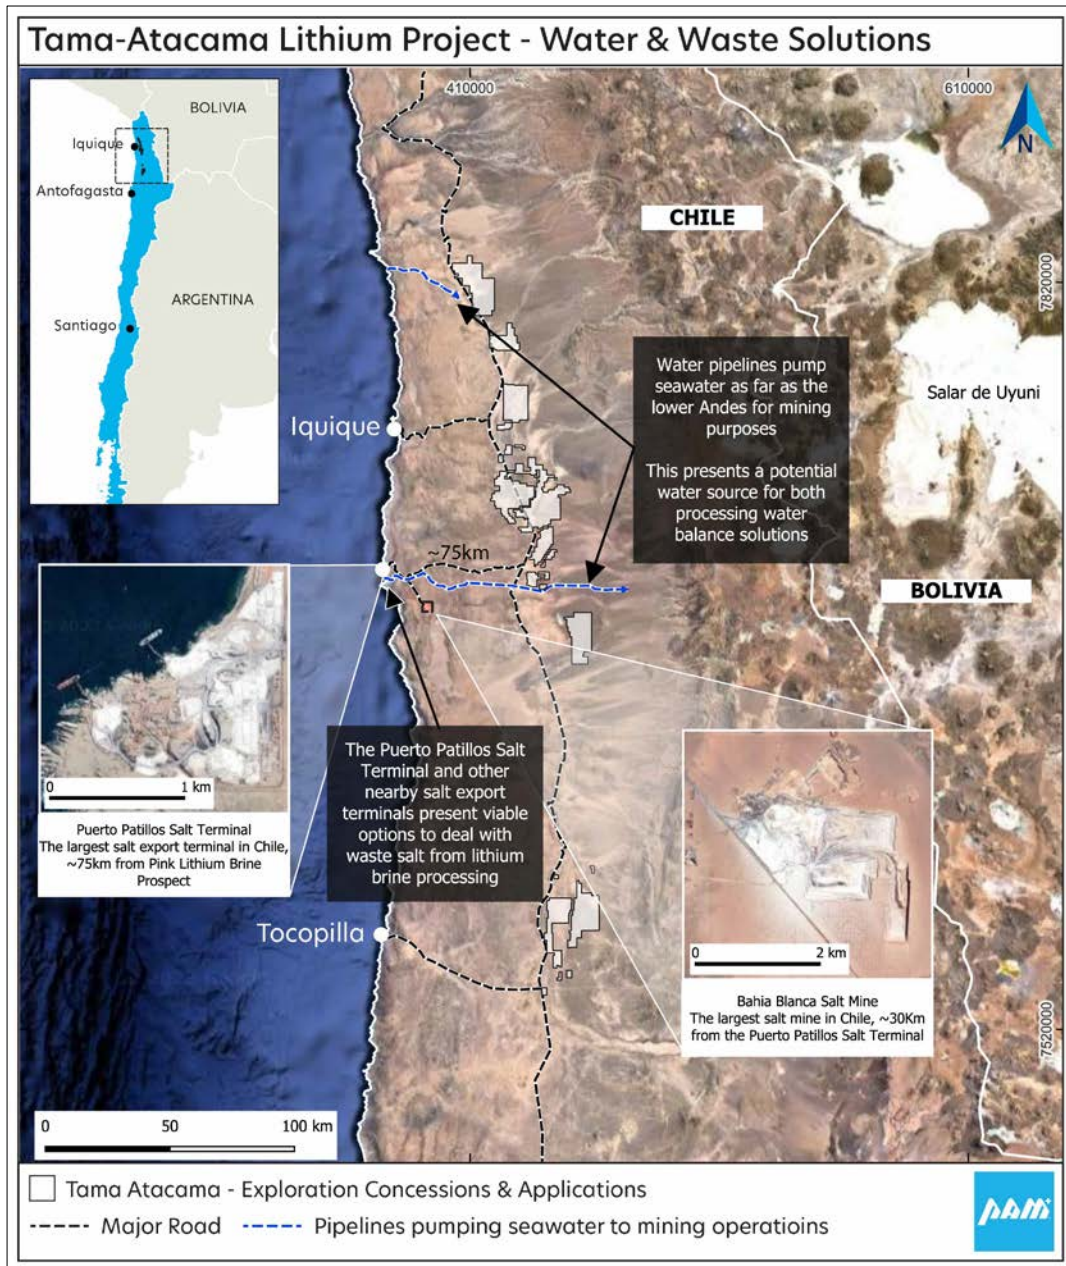 Tama-Atacama Lithium Project - Water & Waste Solutions
410000
610000
N
BOLIVIA
Iquique
Antofagasta
ARGENTINA
Santiago
CHILE
7820000
Water pipelines pump
seawater as far as the
lower Andes for mining
purposes
This presents a potential
water source for both
processing water
balance solutions
Salar de Uyuni
Iquique
~75km
BOLIVIA
0
1 km
Puerto Patillos Salt Terminal
The largest salt export terminal in Chile,
~75km from Pink Lithium Brine
Prospect
The Puerto Patillos Salt
Terminal and other
nearby salt export
terminals present viable
options to deal with
waste salt from lithium
brine processing
Tocopilla
0
2 km
Bahia Blanca Salt Mine
The largest salt mine in Chile, ~30Km
from the Puerto Patillos Salt Terminal
7520000
0
50
100 km
Tama Atacama - Exploration Concessions & Applications
Major Road
Pipelines pumping seawater to mining operatioins
PAM